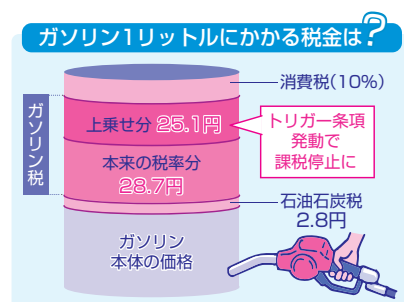 ガソリン1リットルにかかる税金は?
消費税(10%)
ガソリン税
上乗せ分 25.1円
トリガー条項
発動で
課税停止に
本来の税率分
28.7円
石油石炭税
2.8円
ガソリン
本体の価格